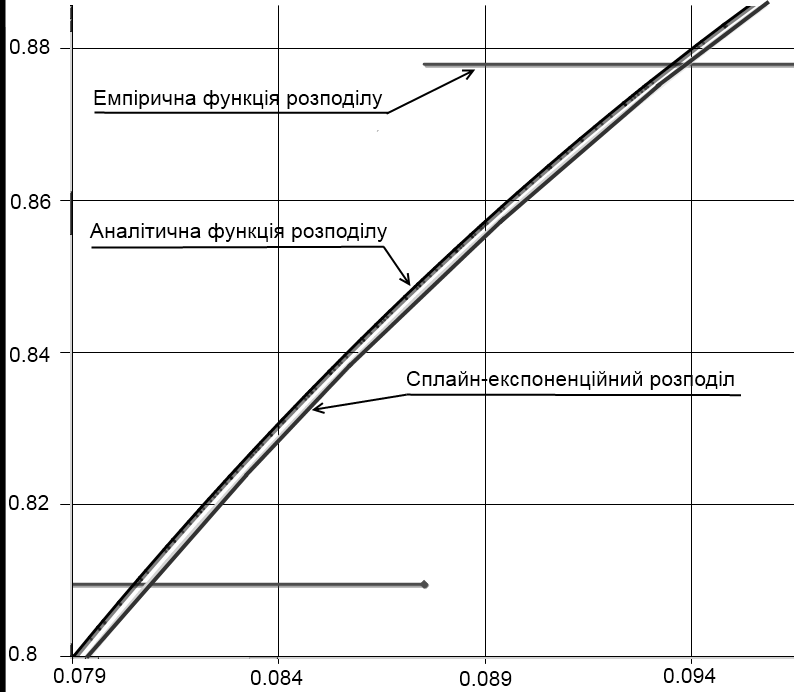 0.88
Емпірична функція розподілу
0.86
Аналітична функція розподілу
0.84
Сплайн-експоненційний розподіл
0.82
0.8
0.079 0.084 0.089 0.094